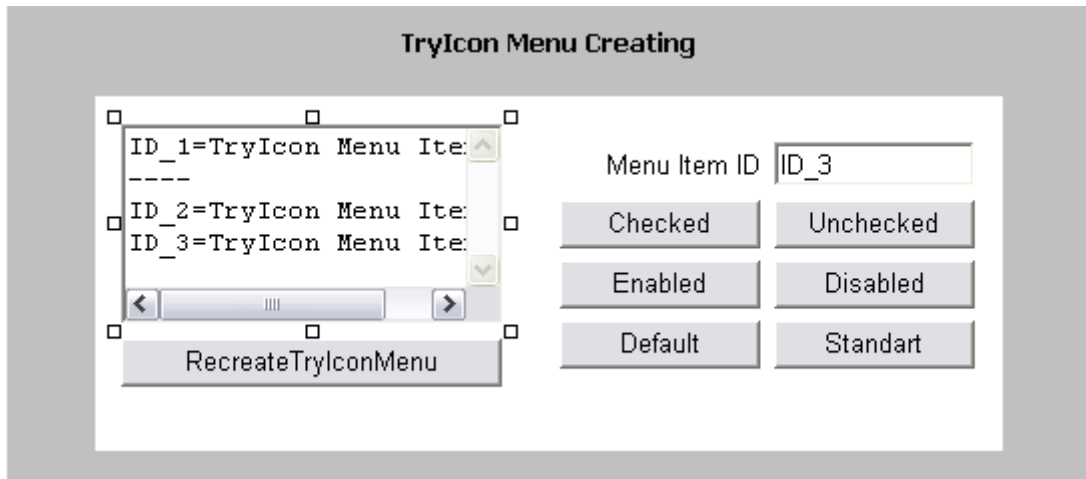 TryIcon Menu Creating
ID_1=TryIcon Menu Ite
----
ID_2=TryIcon Menu Ite
ID_3=TryIcon Menu Ite
RecreateTryIconMenu
Menu Item ID ID_3
Checked Unchecked
Enabled Disabled
Default Standart